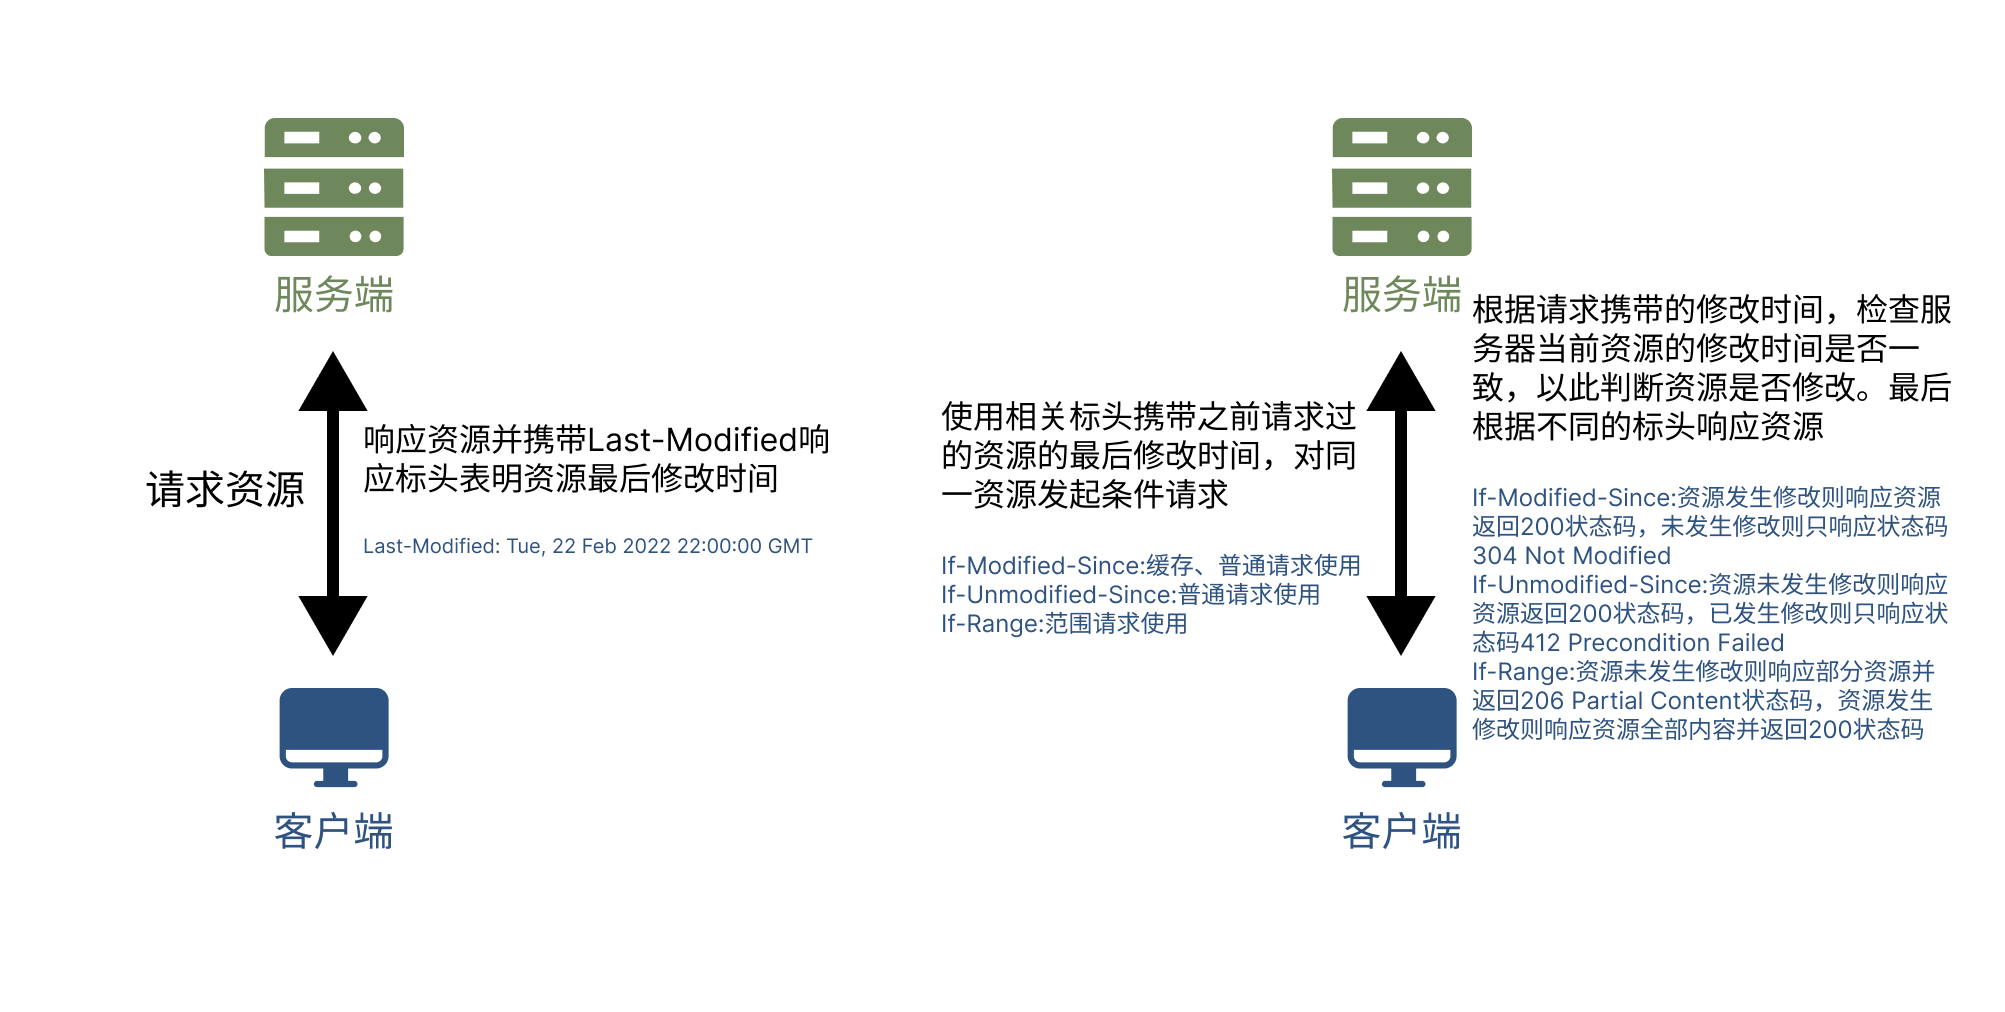 服务端
请求资源
响应资源并携带Last-Modified响
应标头表明资源最后修改时间
Last-Modified: Tue, 22 Feb 2022 22:00:00 GMT
客户端
服务端
使用相关标头携带之前请求过
的资源的最后修改时间，对同
一资源发起条件请求
If-Modified-Since:缓存、普通请求使用
If-Unmodified-Since:普通请求使用
If-Range:范围请求使用
根据请求携带的修改时间，检查服
务器当前资源的修改时间是否一
致，以此判断资源是否修改。最后
根据不同的标头响应资源
If-Modified-Since:资源发生修改则响应资源
返回200状态码，未发生修改则只响应状态码
304 Not Modified
If-Unmodified-Since:资源未发生修改则响应
资源返回200状态码，已发生修改则只响应状
态码412 Precondition Failed
If-Range:资源未发生修改则响应部分资源并
返回206 Partial Content状态码，资源发生
修改则响应资源全部内容并返回200状态码
客户端